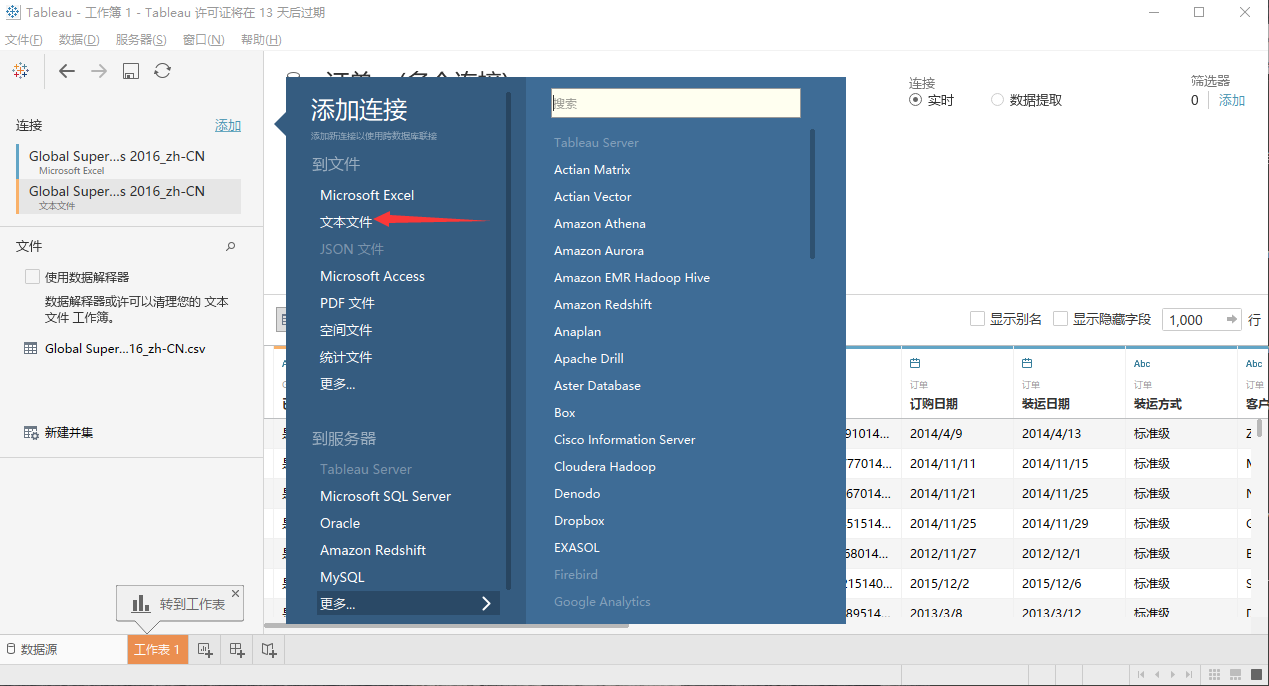 Tableau - 工作簿 1 - Tableau 许可证将在 13 天后过期
文件(F) 数据(D) 服务器(S) 窗口(N) 帮助(H)
连接 添加
Global Super...s 2016_zh-CN
Microsoft Excel
Global Super...s 2016_zh-CN
文本文件
文件
使用数据解释器
数据解释器或许可以清理您的 文本
文件 工作簿。
Global Super...16_zh-CN.csv
新建并集
转到工作表
添加连接
添加新连接以使用跨数据库联接
到文件
Microsoft Excel
文本文件
JSON 文件
Microsoft Access
PDF 文件
空间文件
统计文件
更多...
到服务器
Tableau Server
Microsoft SQL Server
Oracle
Amazon Redshift
MySQL
更多...
搜索
Tableau Server
Actian Matrix
Actian Vector
Amazon Athena
Amazon Aurora
Amazon EMR Hadoop Hive
Amazon Redshift
Anaplan
Apache Drill
Aster Database
Box
Cisco Information Server
Cloudera Hadoop
Denodo
Dropbox
EXASOL
Firebird
Google Analytics
连接
实时 数据提取
筛选器
0 添加
显示别名 显示隐藏字段 1,000 行
Abc Abc
订单 订单 订单 订单
订购日期 装运日期 装运方式 客户
91014... 2014/4/9 2014/4/13 标准级 Z
77014... 2014/11/11 2014/11/15 标准级
67014... 2014/11/21 2014/11/25 标准级
51514... 2014/11/25 2014/11/29 标准级
68014... 2012/11/27 2012/12/1 标准级
215140... 2015/12/2 2015/12/6 标准级 S
89514... 2013/3/8 2013/3/12 标准级
数据源 工作表 1